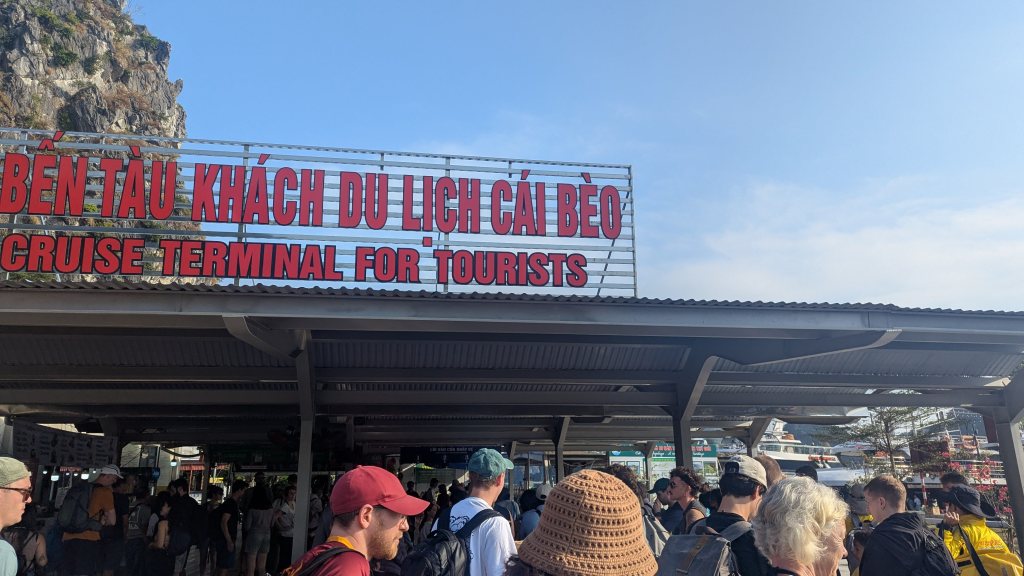 BẾN TÀU KHÁCH DU LỊCH CÁI BÈO
CRUISE TERMINAL FOR TOURISTS